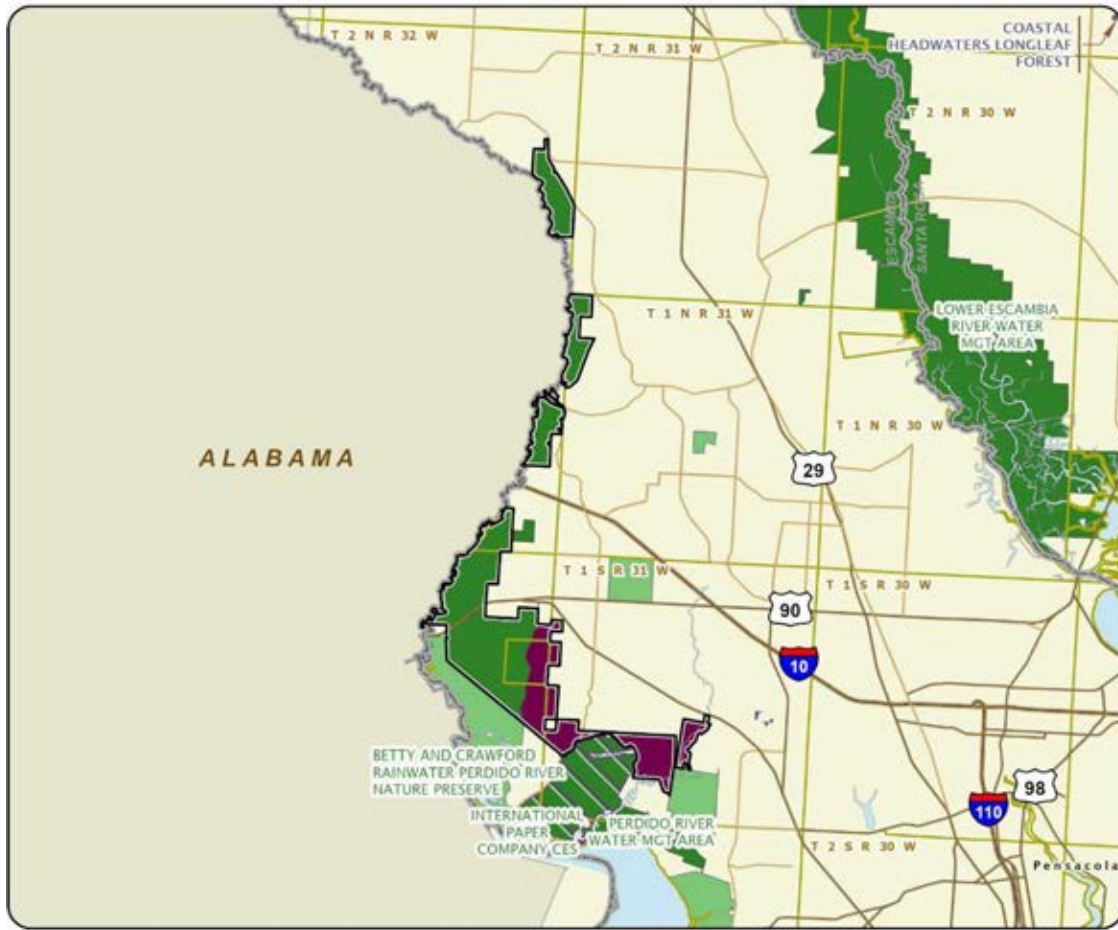 COASTAL
HEADWATERS LONGLEAF
FOREST
T 2 N R 32 W
T 2 N R 31 W
T 2 N R 30 W
ESCAMBIA
SANTA ROSA
T 1 N R 31 W
LOWER ESCAMBIA
RIVER WATER
MGT AREA
T 1 N R 30 W
ALABAMA
29
T 1 S R 31 W
T 1 S R 30 W
90
10
BETTY AND CRAWFORD
RAINWATER PERDIDO RIVER
NATURE PRESERVE
INTERNATIONAL
PAPER
COMPANY CES
PERDIDO RIVER
WATER MGT AREA
98
110
T 2 S R 30 W
Pensacola